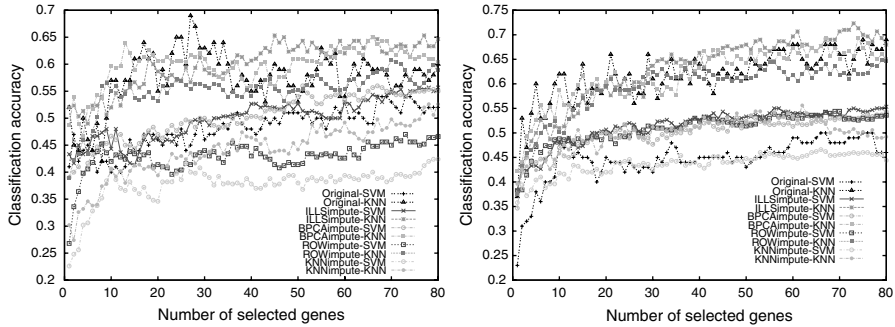 0.7
0.65
0.6
0.55
0.5
0.45
0.4
0.35
0.3
0.25
0.2
Classification accuracy
Original-SVM
Original-KNN
ILLSimpute-SVM
ILLSimpute-KNN
BPCAimpute-SVM
BPCAimpute-KNN
ROWimpute-SVM
ROWimpute-KNN
KNNimpute-SVM
KNNimpute-KNN
0 10 20 30 40 50 60 70 80
Number of selected genes
0.75
0.7
0.65
0.6
0.55
0.5
0.45
0.4
0.35
0.3
0.25
0.2
Classification accuracy
Original-SVM
Original-KNN
ILLSimpute-SVM
ILLSimpute-KNN
BPCAimpute-SVM
BPCAimpute-KNN
ROWimpute-SVM
ROWimpute-KNN
KNNimpute-SVM
KNNimpute-KNN
0 10 20 30 40 50 60 70 80
Number of selected genes